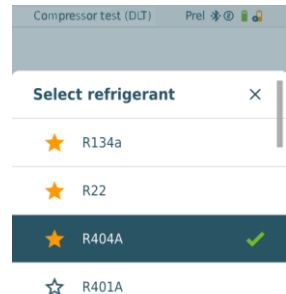 Compressor test (DLT) Prel
Select refrigerant
R134a
R22
R404A
R401A